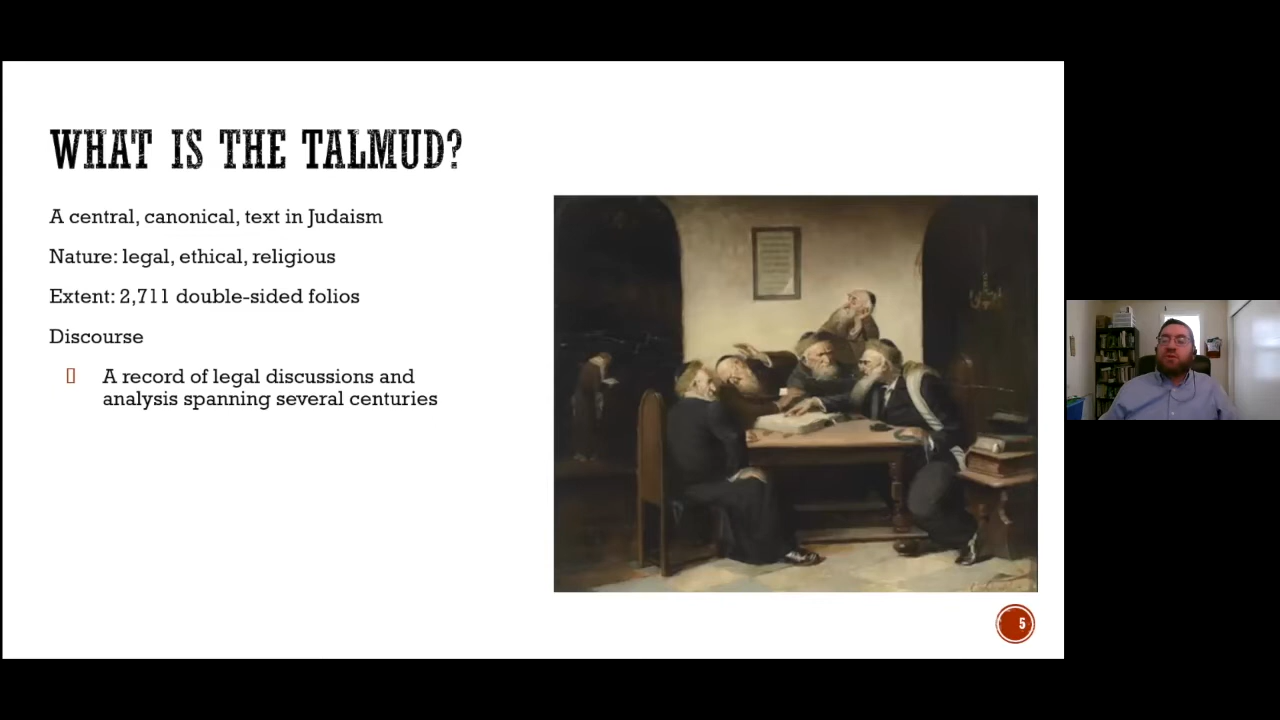 WHAT IS THE TALMUD?
A central, canonical, text in Judaism
Nature: legal, ethical, religious
Extent: 2,711 double-sided folios
Discourse
A record of legal discussions and
analysis spanning several centuries
5